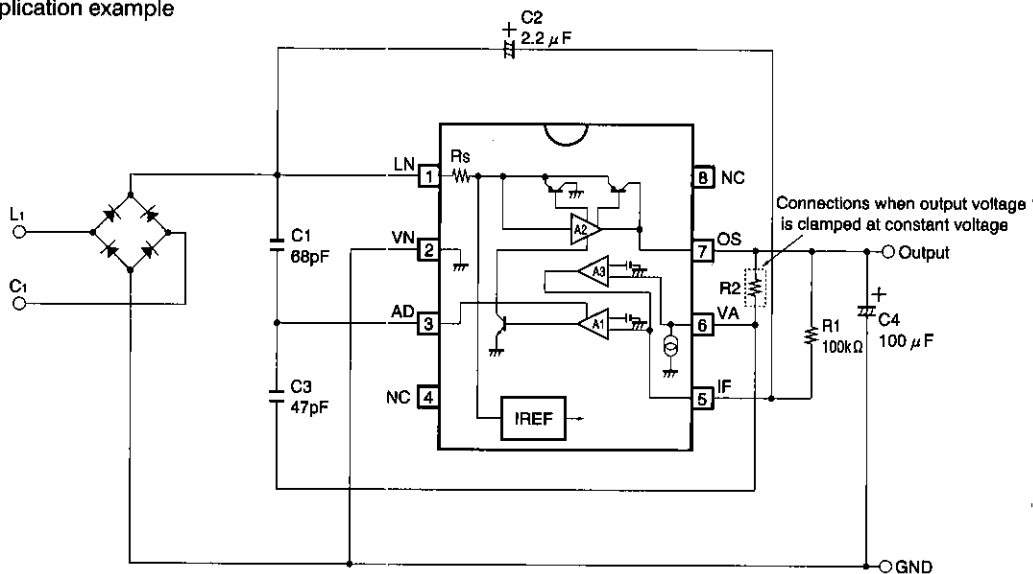 plication example
C2
+
2.2 μF
LN
1
Rs
8
NC
Connections when output voltage
is clamped at constant voltage
L1
A2
VN
2
OS
7
Output
C1
68pF
A3
R2
+
C1
AD
3
A1
VA
6
R1
100kΩ
C4
100 μF
C3
47pF
NC
4
IF
5
IREF
GND